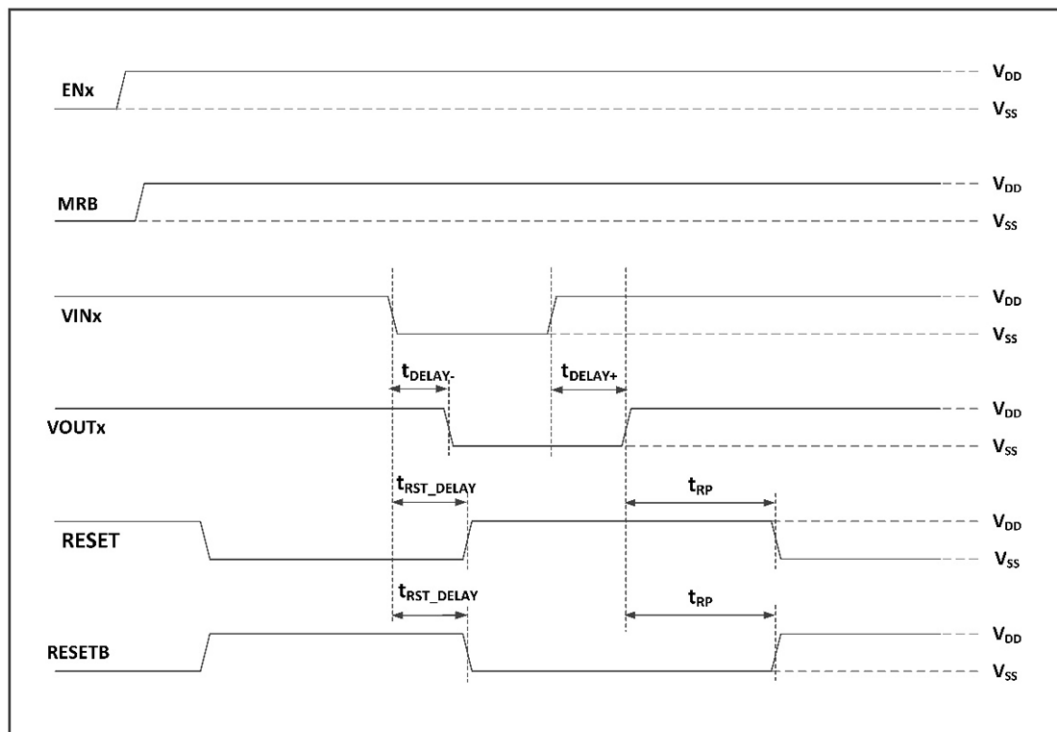 ENx
V_DD
V_SS
MRB
V_DD
V_SS
VINx
V_DD
V_SS
t_DELAY-
t_DELAY+
VOUTx
V_DD
V_SS
t_RST_DELAY
t_RP
RESET
V_DD
V_SS
t_RST_DELAY
t_RP
RESETB
V_DD
V_SS